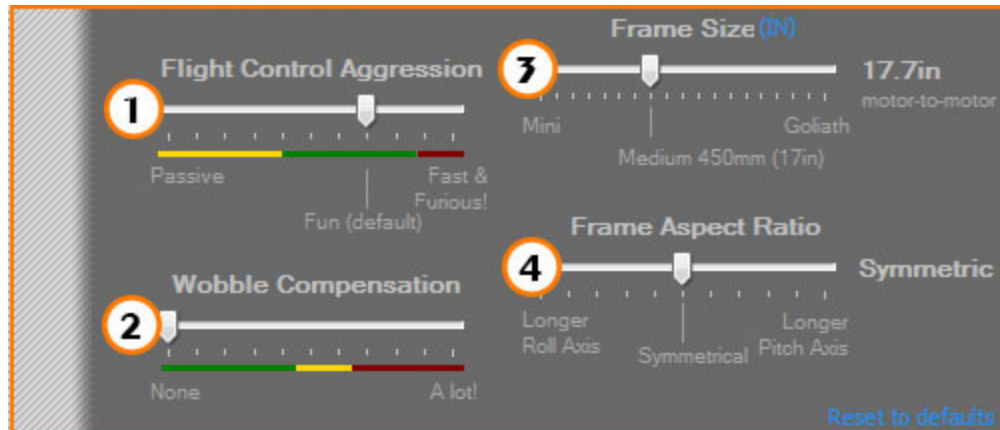 Flight Control Aggression
1
Passive
Fast &
Furious!
Fun (default)
Wobble Compensation
2
None
A lot!
Frame Size (IN)
3
17.7in
motor-to-motor
Mini
Goliath
Medium 450mm (17in)
Frame Aspect Ratio
4
Symmetric
Longer
Roll Axis
Symmetrical
Longer
Pitch Axis
Reset to defaults